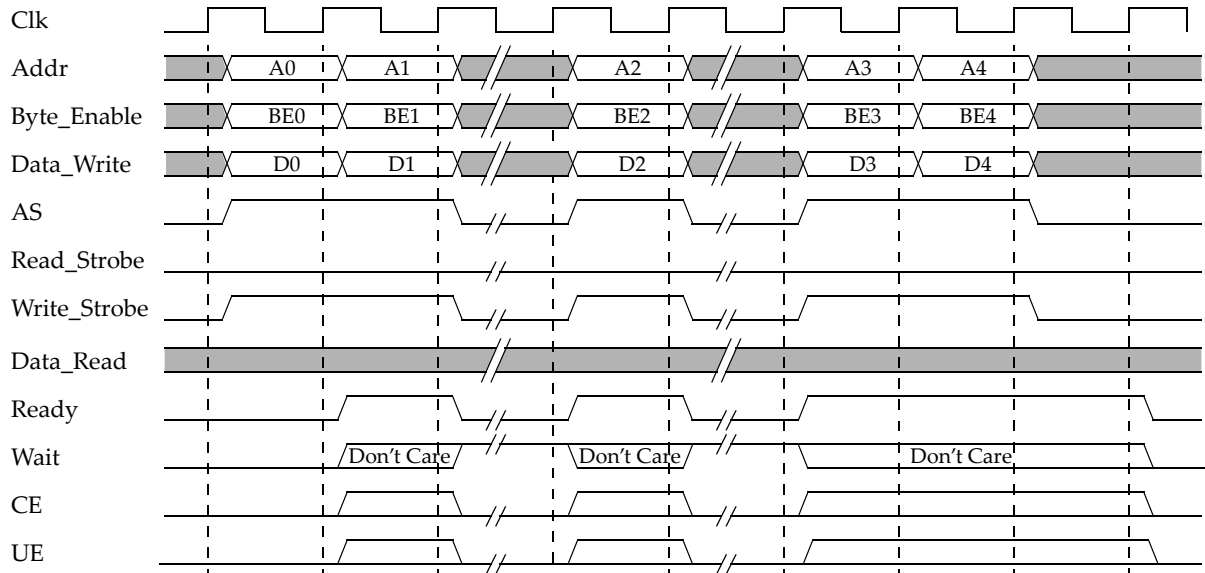 Clk
Addr A0 A1 A2 A3 A4
Byte_Enable BE0 BE1 BE2 BE3 BE4
Data_Write D0 D1 D2 D3 D4
AS
Read_Strobe
Write_Strobe
Data_Read
Ready
Wait Don't Care Don't Care Don't Care
CE
UE